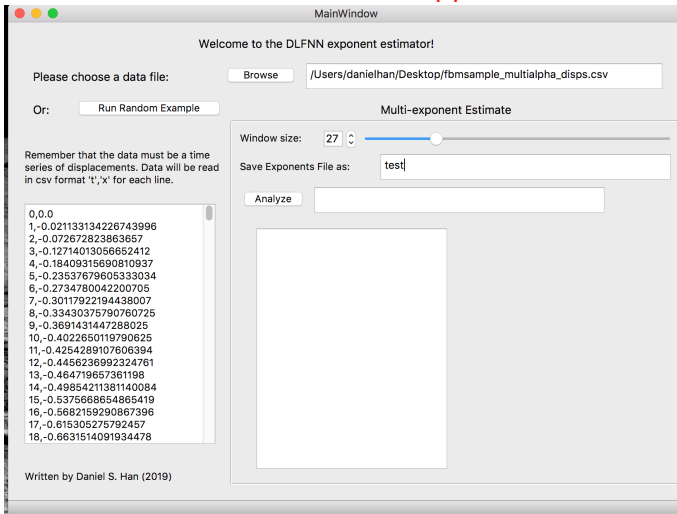 MainWindow
Welcome to the DLFNN exponent estimator!
Please choose a data file:
Browse
/Users/danielhan/Desktop/fbmsample_multialpha_disps.csv
Or:
Run Random Example
Multi-exponent Estimate
Window size:
27
Remember that the data must be a time
series of displacements. Data will be read
in csv format 't','x' for each line.
Save Exponents File as:
test
Analyze
0,0.0
1,-0.021133134226743996
2,-0.072672823863657
3,-0.12714013056652412
4,-0.18409315690810937
5,-0.23537679605333034
6,-0.2734780042200705
7,-0.30117922194438007
8,-0.33430375790760725
9,-0.3691431447288025
10,-0.4022650119790625
11,-0.4254289107606394
12,-0.4456236992324761
13,-0.464719657361198
14,-0.49854211381140084
15,-0.5375668654865419
16,-0.5682159290867396
17,-0.615305275792457
18,-0.6631514091934478
Written by Daniel S. Han (2019)